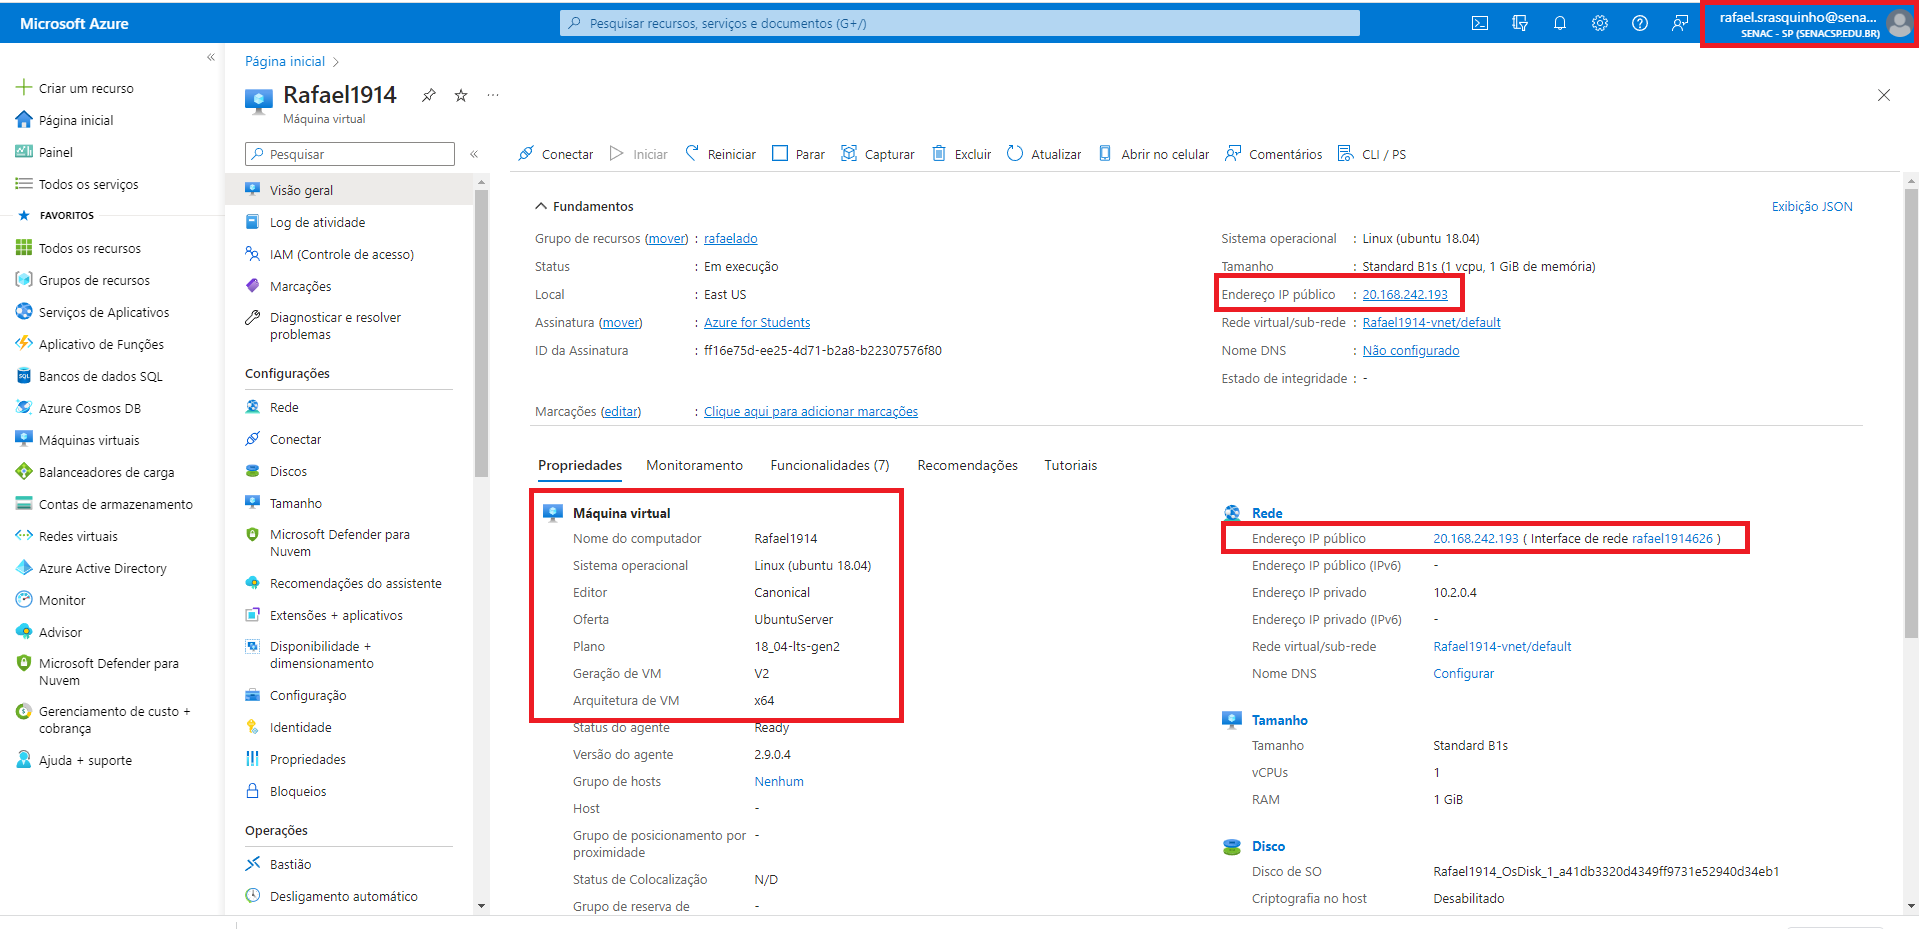 Microsoft Azure
Pesquisar recursos, serviços e documentos (G+/)
rafael.srasquinho@sena...
SENAC - SP (SENACSP.EDU.BR)
Criar um recurso
Página inicial
Painel
Todos os serviços
FAVORITOS
Todos os recursos
Grupos de recursos
Serviços de Aplicativos
Aplicativo de Funções
Bancos de dados SQL
Azure Cosmos DB
Máquinas virtuais
Balanceadores de carga
Contas de armazenamento
Redes virtuais
Azure Active Directory
Monitor
Advisor
Microsoft Defender para
Nuvem
Gerenciamento de custo +
cobrança
Ajuda + suporte
Página inicial
Rafael1914
Máquina virtual
Pesquisar
Visão geral
Log de atividade
IAM (Controle de acesso)
Marcações
Diagnosticar e resolver
problemas
Configurações
Rede
Conectar
Discos
Tamanho
Microsoft Defender para
Nuvem
Recomendações do assistente
Extensões + aplicativos
Disponibilidade +
dimensionamento
Configuração
Identidade
Propriedades
Bloqueios
Operações
Bastião
Desligamento automático
Conectar Iniciar Reiniciar Parar Capturar Excluir Atualizar Abrir no celular Comentários CLI / PS
Fundamentos
Exibição JSON
Grupo de recursos (mover) : rafaelado
Status : Em execução
Local : East US
Assinatura (mover) : Azure for Students
ID da Assinatura : ff16e75d-ee25-4d71-b2a8-b22307576f80
Sistema operacional : Linux (ubuntu 18.04)
Tamanho : Standard B1s (1 vcpu, 1 GiB de memória)
Endereço IP público : 20.168.242.193
Rede virtual/sub-rede : Rafael1914-vnet/default
Nome DNS : Não configurado
Estado de integridade : -
Marcações (editar) : Clique aqui para adicionar marcações
Propriedades Monitoramento Funcionalidades (7) Recomendações Tutoriais
Máquina virtual
Nome do computador Rafael1914
Sistema operacional Linux (ubuntu 18.04)
Editor Canonical
Oferta UbuntuServer
Plano 18_04-lts-gen2
Geração de VM V2
Arquitetura de VM x64
Status do agente Ready
Versão do agente 2.9.0.4
Grupo de hosts Nenhum
Host -
Grupo de posicionamento por -
proximidade
Status de Colocalização N/D
Grupo de reserva de -
Rede
Endereço IP público 20.168.242.193 ( Interface de rede rafael1914626 )
Endereço IP público (IPv6) -
Endereço IP privado 10.2.0.4
Endereço IP privado (IPv6) -
Rede virtual/sub-rede Rafael1914-vnet/default
Nome DNS Configurar
Tamanho
Tamanho Standard B1s
vCPUs 1
RAM 1 GiB
Disco
Disco de SO Rafael1914_OsDisk_1_a41db3320d4349ff9731e52940d34eb1
Criptografia no host Desabilitado